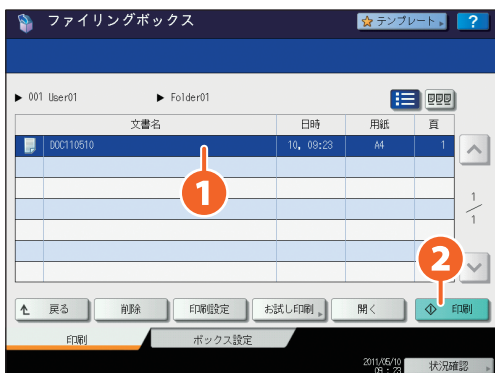 ファイリングボックス
テンプレート ?
001 User01 Folder01
文書名 日時 用紙 頁
DOC110510 10, 09:23 A4 1
1
1
1
2
戻る 削除 印刷設定 お試し印刷 開く 印刷
印刷 ボックス設定
2011/05/10
09:23 状況確認